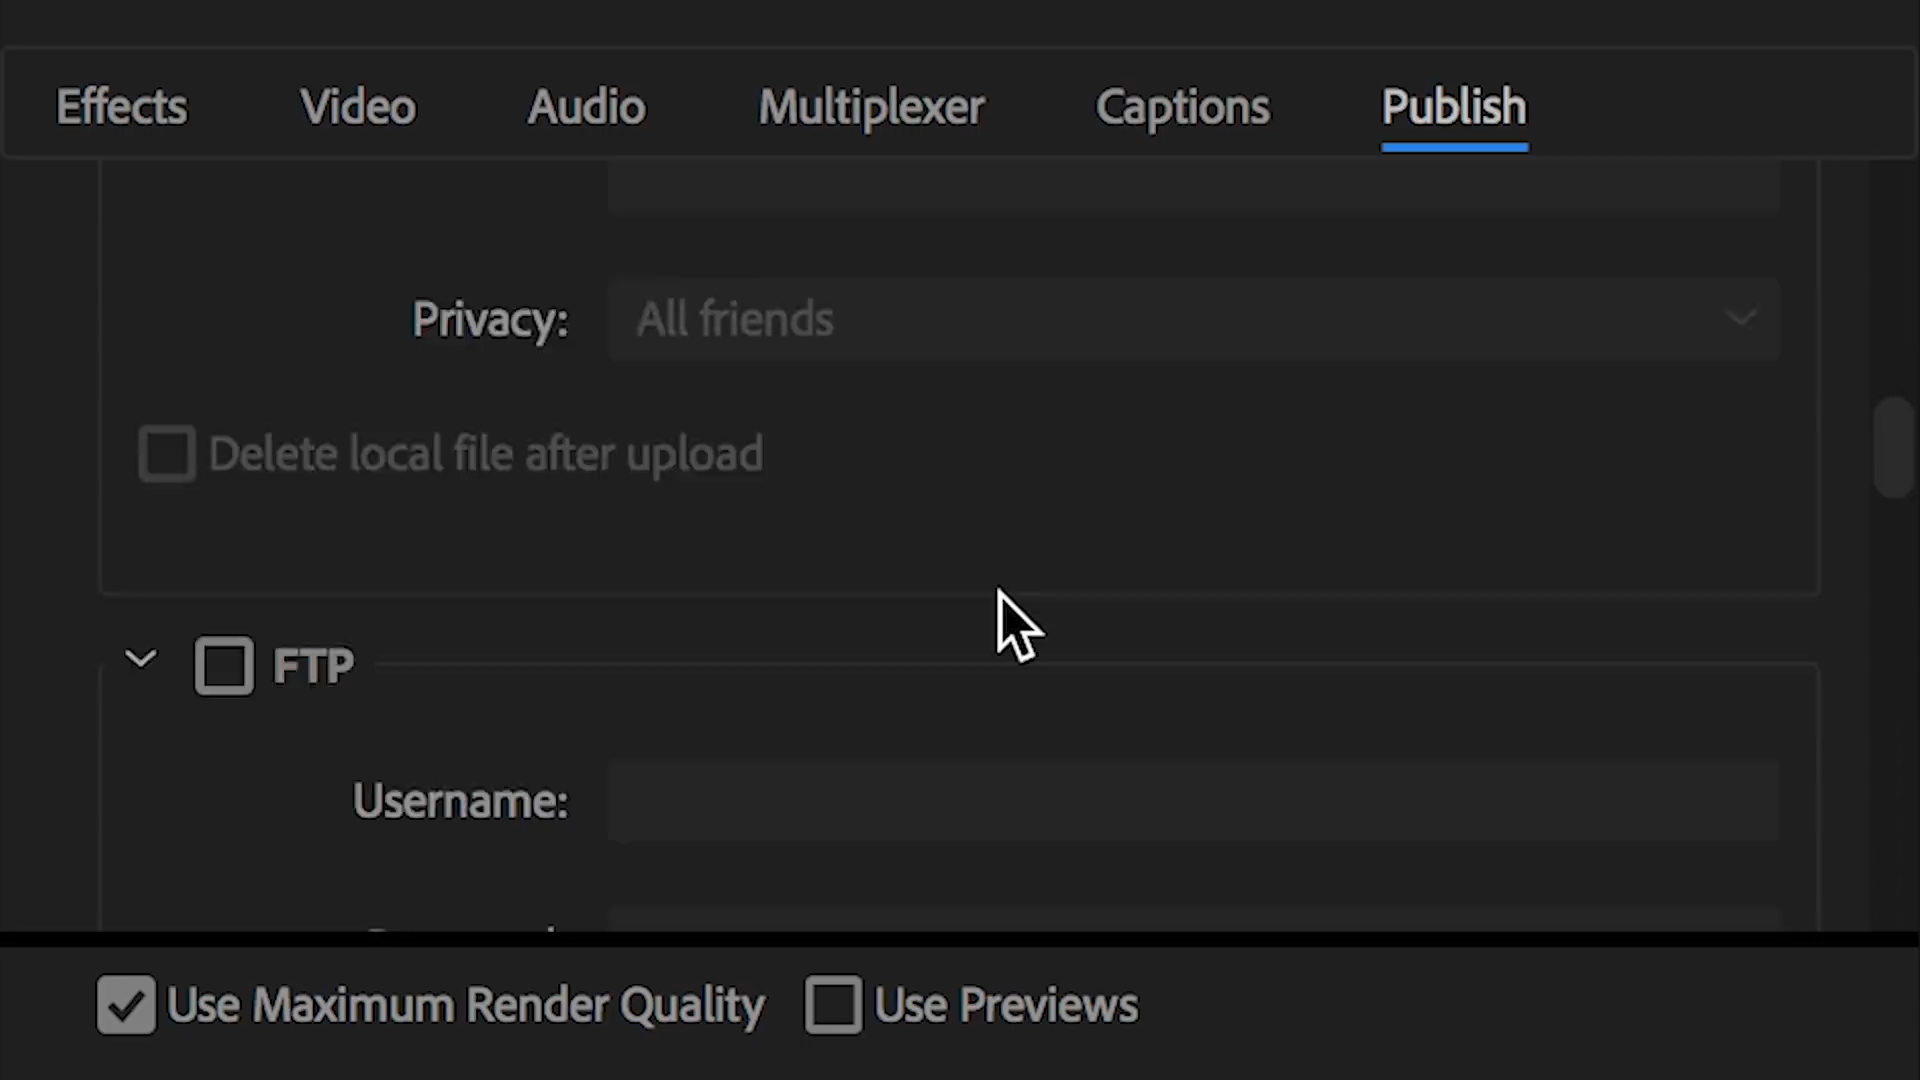 Effects Video Audio Multiplexer Captions Publish
Privacy: All friends
Delete local file after upload
FTP
Username:
Use Maximum Render Quality Use Previews